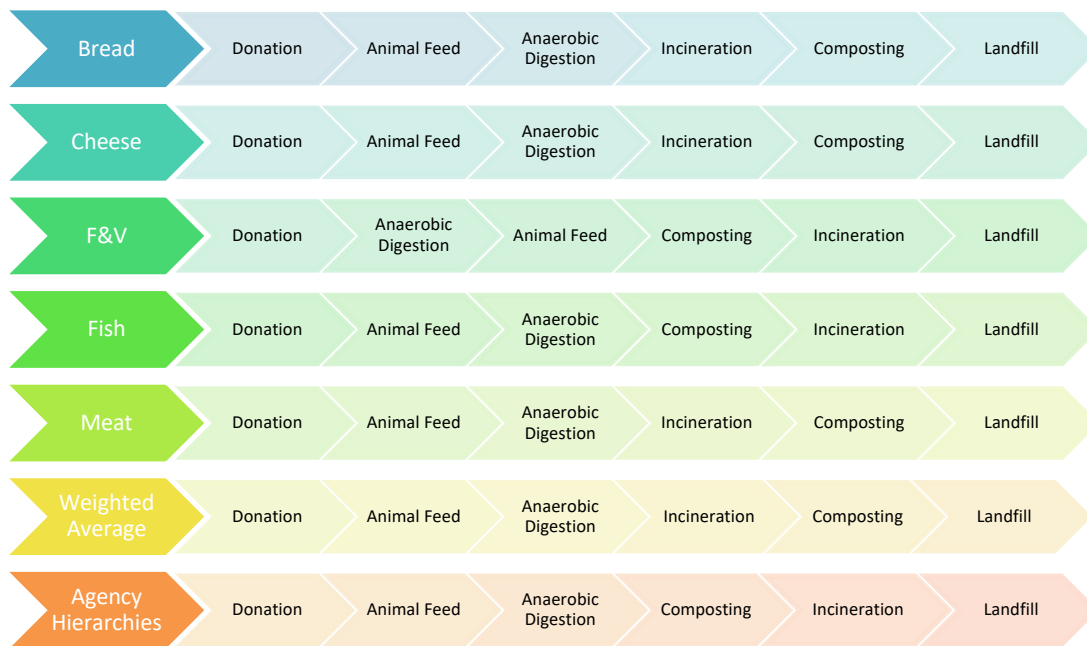 Bread
Donation
Animal Feed
Anaerobic
Digestion
Incineration
Composting
Landfill
Cheese
Donation
Animal Feed
Anaerobic
Digestion
Incineration
Composting
Landfill
F&V
Donation
Anaerobic
Digestion
Animal Feed
Composting
Incineration
Landfill
Fish
Donation
Animal Feed
Anaerobic
Digestion
Composting
Incineration
Landfill
Meat
Donation
Animal Feed
Anaerobic
Digestion
Incineration
Composting
Landfill
Weighted
Average
Donation
Animal Feed
Anaerobic
Digestion
Incineration
Composting
Landfill
Agency
Hierarchies
Donation
Animal Feed
Anaerobic
Digestion
Composting
Incineration
Landfill